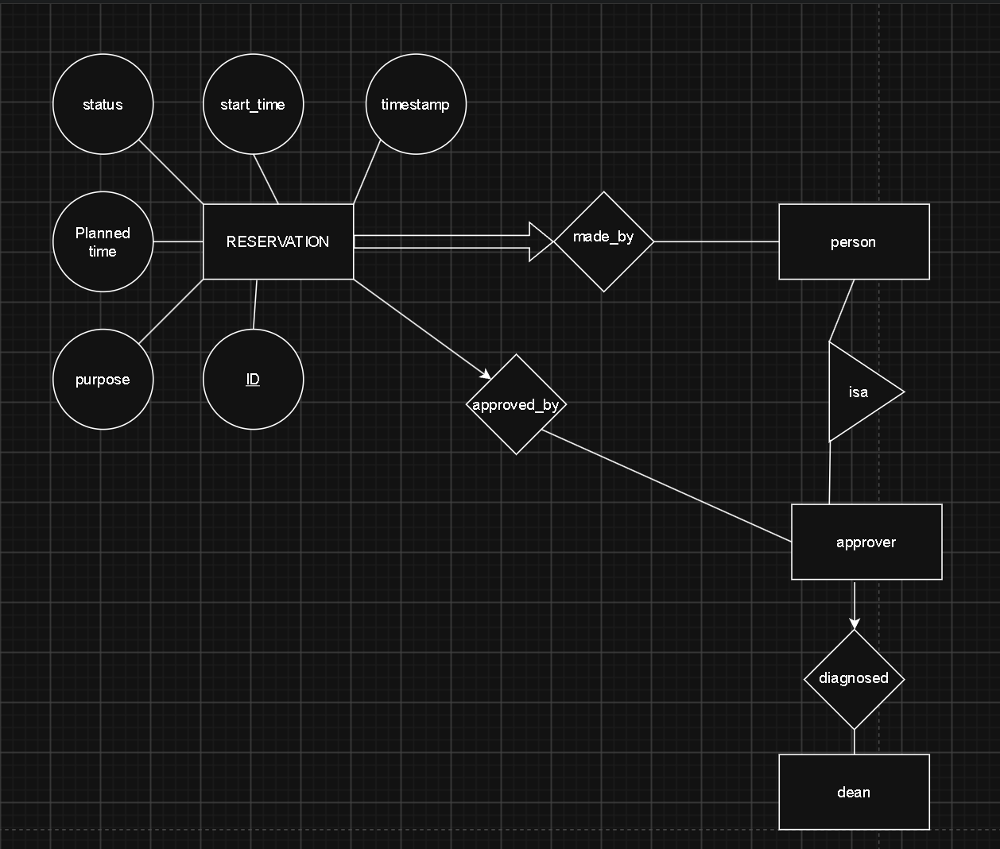 status
start_time
timestamp
Planned
time
RESERVATION
made_by
person
purpose
ID
approved_by
isa
approver
diagnosed
dean